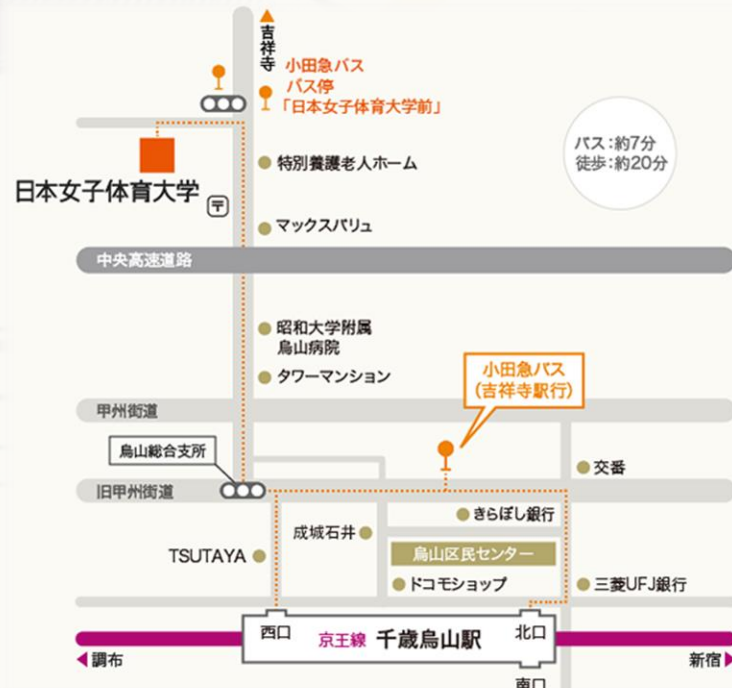 吉祥寺
小田急バス
バス停
「日本女子体育大学前」
バス:約7分
徒歩:約20分
特別養護老人ホーム
日本女子体育大学
〒
マックスバリュ
中央高速道路
昭和大学附属
烏山病院
タワーマンション
小田急バス
(吉祥寺駅行)
甲州街道
烏山総合支所
交番
旧甲州街道
きらぼし銀行
成城石井
TSUTAYA
烏山区民センター
ドコモショップ
三菱UFJ銀行
西口
京王線 千歳烏山駅
北口
調布
新宿
南口